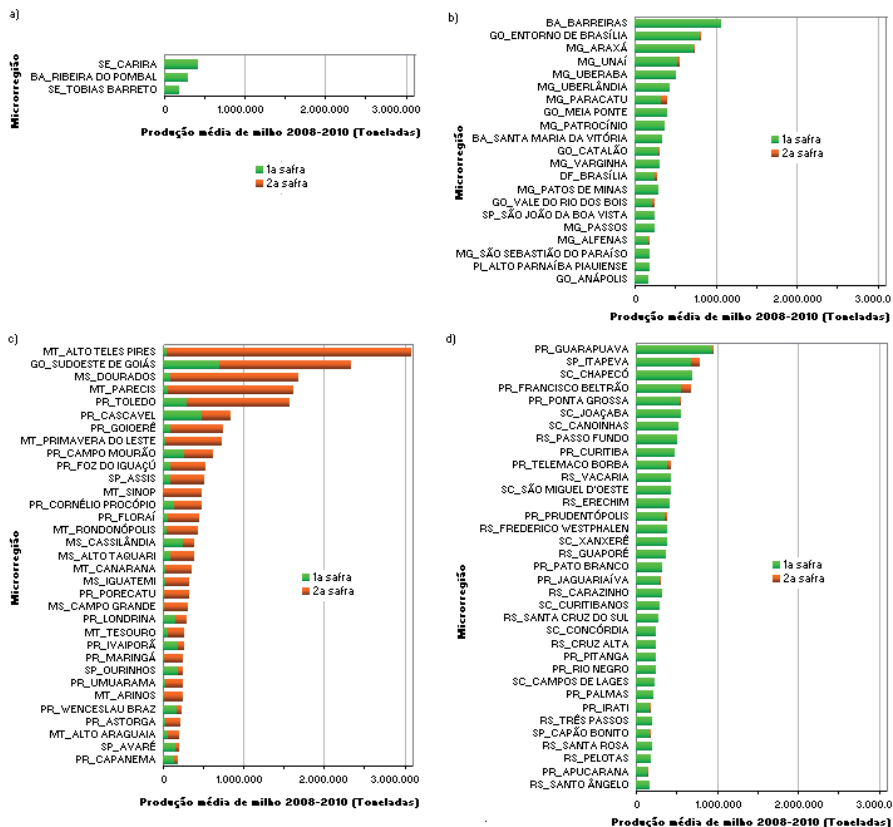 a)
Microrregião
SE_CARIRA
BA_RIBEIRA DO POMBAL
SE_TOBIAS BARRETO
0
1.000.000
2.000.000
3.000.000
Produção média de milho 2008-2010 (Toneladas)
1a safra
2a safra
b)
Microrregião
BA_BARREIRAS
GO_ENTORNO DE BRASÍLIA
MG_ARAXÁ
MG_UNAÍ
MG_UBERABA
MG_UBERLÂNDIA
MG_PARACATU
GO_MEIA PONTE
MG_PATROCÍNIO
BA_SANTA MARIA DA VITÓRIA
GO_CATALÃO
MG_VARGINHA
DF_BRASÍLIA
MG_PATOS DE MINAS
GO_VALE DO RIO DOS BOIS
SP_SÃO JOÃO DA BOA VISTA
MG_PASSOS
MG_ALFENAS
MG_SÃO SEBASTIÃO DO PARAÍSO
PI_ALTO PARNAÍBA PIAUIENSE
GO_ANÁPOLIS
1a safra
2a safra
0
1.000.000
2.000.000
3.000.000
Produção média de milho 2008-2010 (Toneladas)
c)
Microrregião
MT_ALTO TELES PIRES
GO_SUDOESTE DE GOIÁS
MS_DOURADOS
MT_PARECIS
PR_TOLEDO
PR_CASCAVEL
PR_GOIOERÊ
MT_PRIMAVERA DO LESTE
PR_CAMPO MOURÃO
PR_FOZ DO IGUAÇÚ
SP_ASSIS
MT_SINOP
PR_CORNÉLIO PROCÓPIO
PR_FLORAÍ
MT_RONDONÓPOLIS
MS_CASSILÂNDIA
MS_ALTO TAQUARI
MT_CANARANA
MS_IGUATEMI
PR_PORECATU
MS_CAMPO GRANDE
PR_LONDRINA
MT_TESOURO
PR_IVAIPORÃ
PR_MARINGÁ
SP_OURINHOS
PR_UMUARAMA
MT_ARINOS
PR_WENCESLAU BRAZ
PR_ASTORGA
MT_ALTO ARAGUAIA
SP_AVARÉ
PR_CAPANEMA
1a safra
2a safra
0
1.000.000
2.000.000
3.000.000
Produção média de milho 2008-2010 (Toneladas)
d)
Microrregião
PR_GUARAPUAVA
SP_ITAPEVA
SC_CHAPECÓ
PR_FRANCISCO BELTRÃO
PR_PONTA GROSSA
SC_JOAÇABA
SC_CANOINHAS
RS_PASSO FUNDO
PR_CURITIBA
PR_TELEMACO BORBA
RS_VACARIA
SC_SÃO MIGUEL D'OESTE
RS_ERECHIM
PR_PRUDENTÓPOLIS
RS_FREDERICO WESTPHALEN
SC_XANXERÊ
RS_GUAPORÉ
PR_PATO BRANCO
PR_JAGUARIAÍVA
RS_CARAZINHO
SC_CURITIBANOS
RS_SANTA CRUZ DO SUL
SC_CONCÓRDIA
RS_CRUZ ALTA
PR_PITANGA
PR_RIO NEGRO
SC_CAMPOS DE LAGES
PR_PALMAS
PR_IRATI
RS_TRÊS PASSOS
SP_CAPÃO BONITO
RS_SANTA ROSA
RS_PELOTAS
PR_APUCARANA
RS_SANTO ÂNGELO
1a safra
2a safra
0
1.000.000
2.000.000
3.000.000
Produção média de milho 2008-2010 (Toneladas)